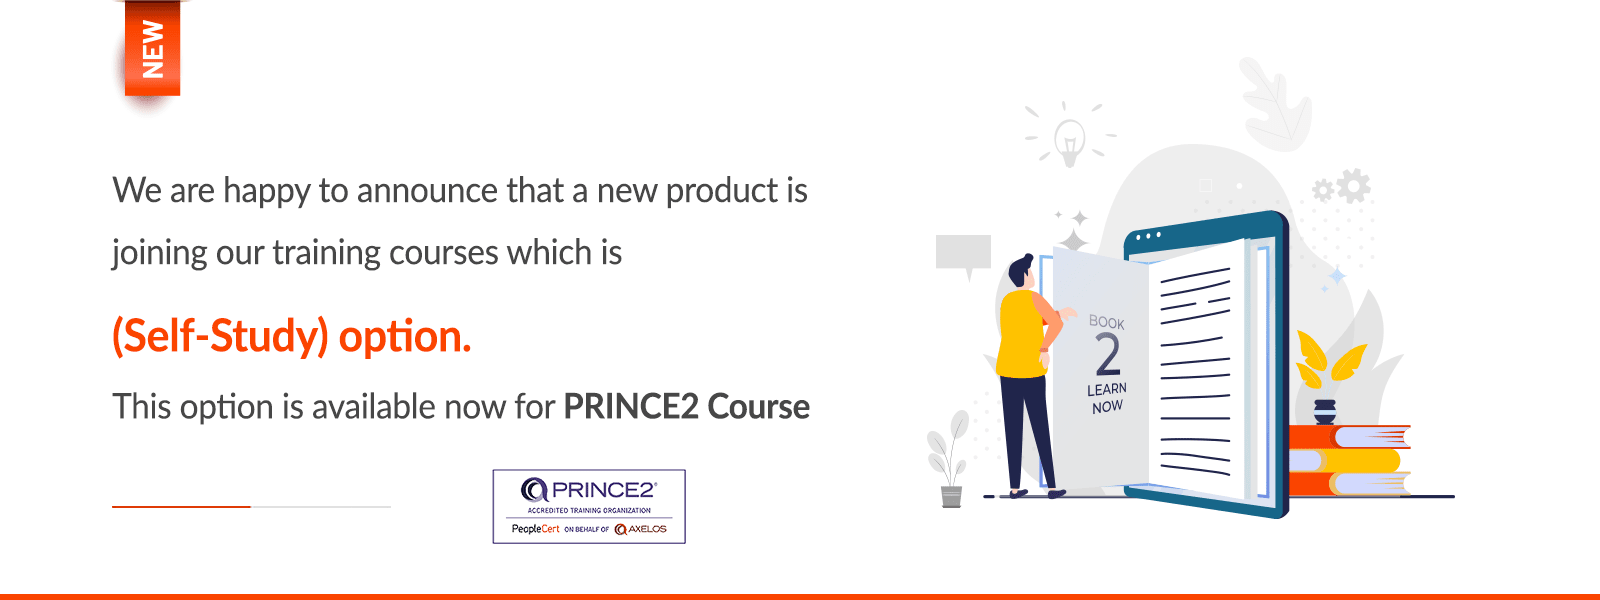 NEW
We are happy to announce that a new product is
joining our training courses which is
(Self-Study) option.
This option is available now for PRINCE2 Course
PRINCE2®
ACCREDITED TRAINING ORGANIZATION
PeopleCert ON BEHALF OF AXELOS
BOOK
2
LEARN
NOW